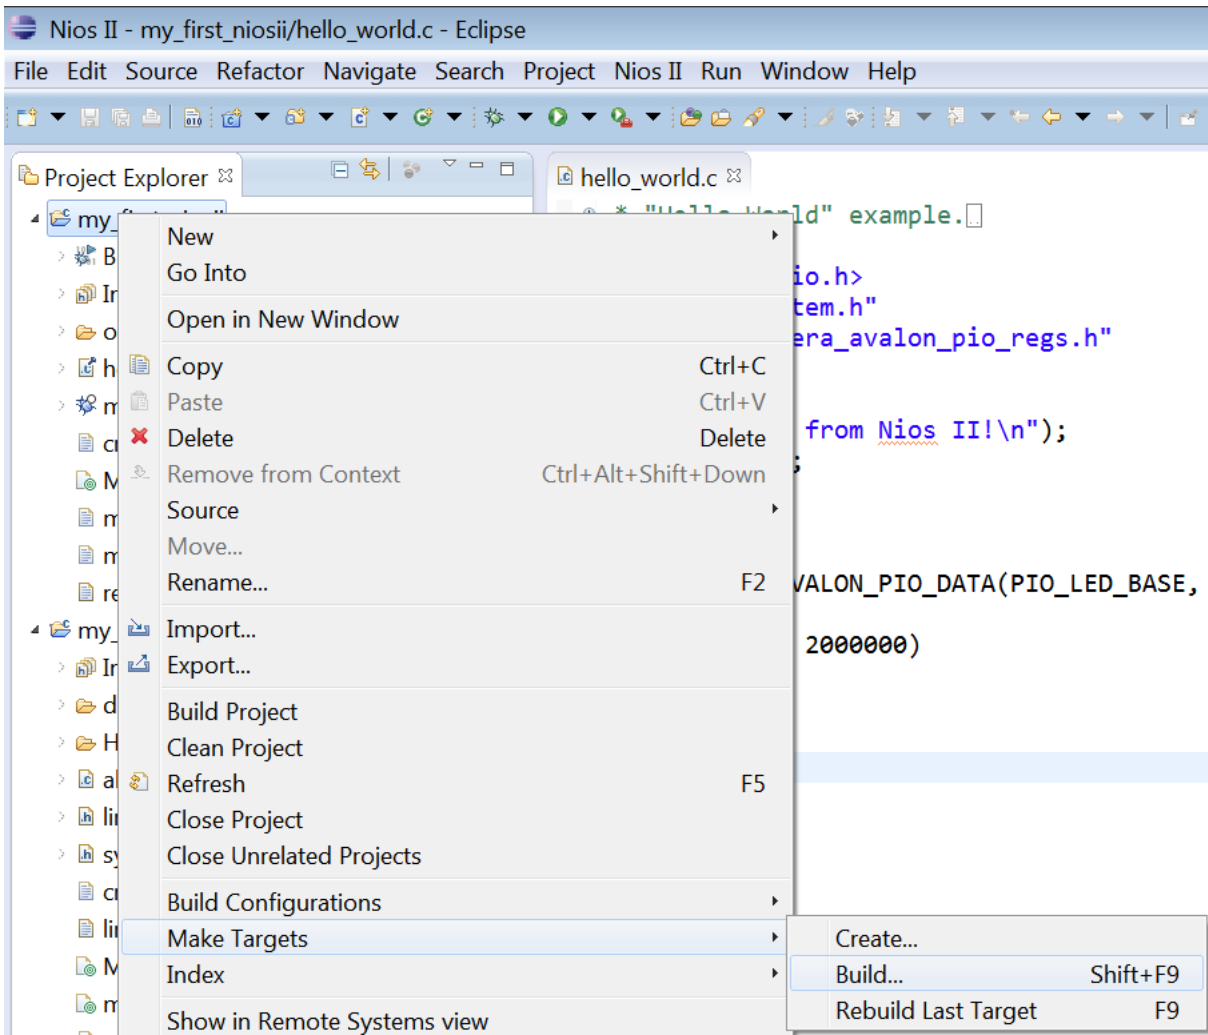 Nios II - my_first_niosii/hello_world.c - Eclipse
File Edit Source Refactor Navigate Search Project Nios II Run Window Help
Project Explorer
hello_world.c
my_
example.
New
Go Into
io.h>
tem.h"
Open in New Window
era_avalon_pio_regs.h"
Copy Ctrl+C
Paste Ctrl+V
Delete Delete
from Nios II!\n");
Remove from Context Ctrl+Alt+Shift+Down
;
Source
Move...
Rename... F2
VALON_PIO_DATA(PIO_LED_BASE,
my_
Import...
2000000)
Export...
Build Project
Clean Project
Refresh F5
Close Project
Close Unrelated Projects
Build Configurations
Make Targets
Create...
Index
Build... Shift+F9
Rebuild Last Target F9
Show in Remote Systems view